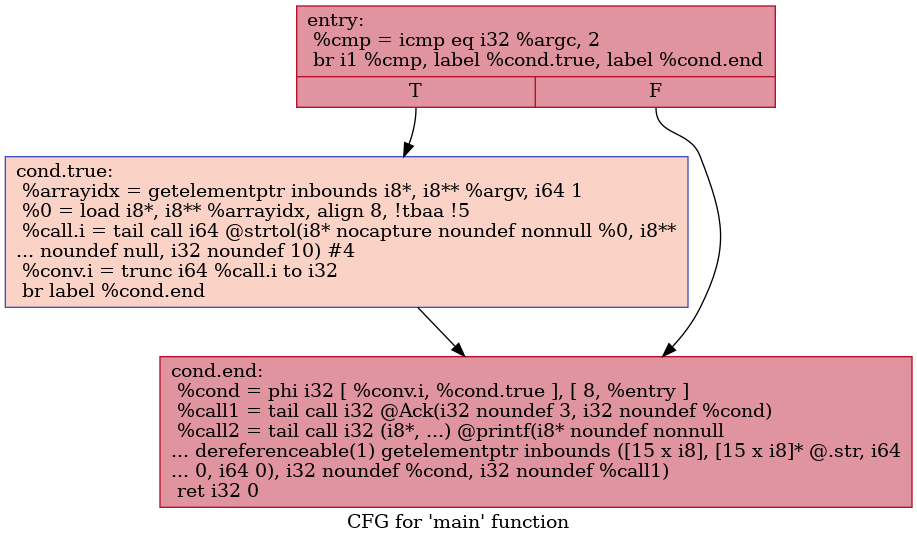 entry:
%cmp = icmp eq i32 %argc, 2
br i1 %cmp, label %cond.true, label %cond.end
T F
cond.true:
%arrayidx = getelementptr inbounds i8*, i8** %argv, i64 1
%0 = load i8*, i8** %arrayidx, align 8, !tbaa !5
%call.i = tail call i64 @strtol(i8* nocapture noundef nonnull %0, i8**
... noundef null, i32 noundef 10) #4
%conv.i = trunc i64 %call.i to i32
br label %cond.end
cond.end:
%cond = phi i32 [ %conv.i, %cond.true ], [ 8, %entry ]
%call1 = tail call i32 @Ack(i32 noundef 3, i32 noundef %cond)
%call2 = tail call i32 (i8*, ...) @printf(i8* noundef nonnull
... dereferenceable(1) getelementptr inbounds ([15 x i8], [15 x i8]* @.str, i64
... 0, i64 0), i32 noundef %cond, i32 noundef %call1)
ret i32 0
CFG for 'main' function